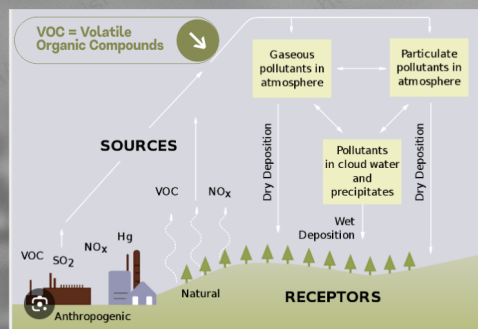 VOC = Volatile
Organic Compounds
Gaseous
pollutants in
atmosphere
Particulate
pollutants in
atmosphere
SOURCES
Pollutants
in cloud water
and
precipitates
Dry Deposition
Dry Deposition
VOC
NOx
Wet
Deposition
VOC
SO2
NOx
Hg
Natural
RECEPTORS
Anthropogenic